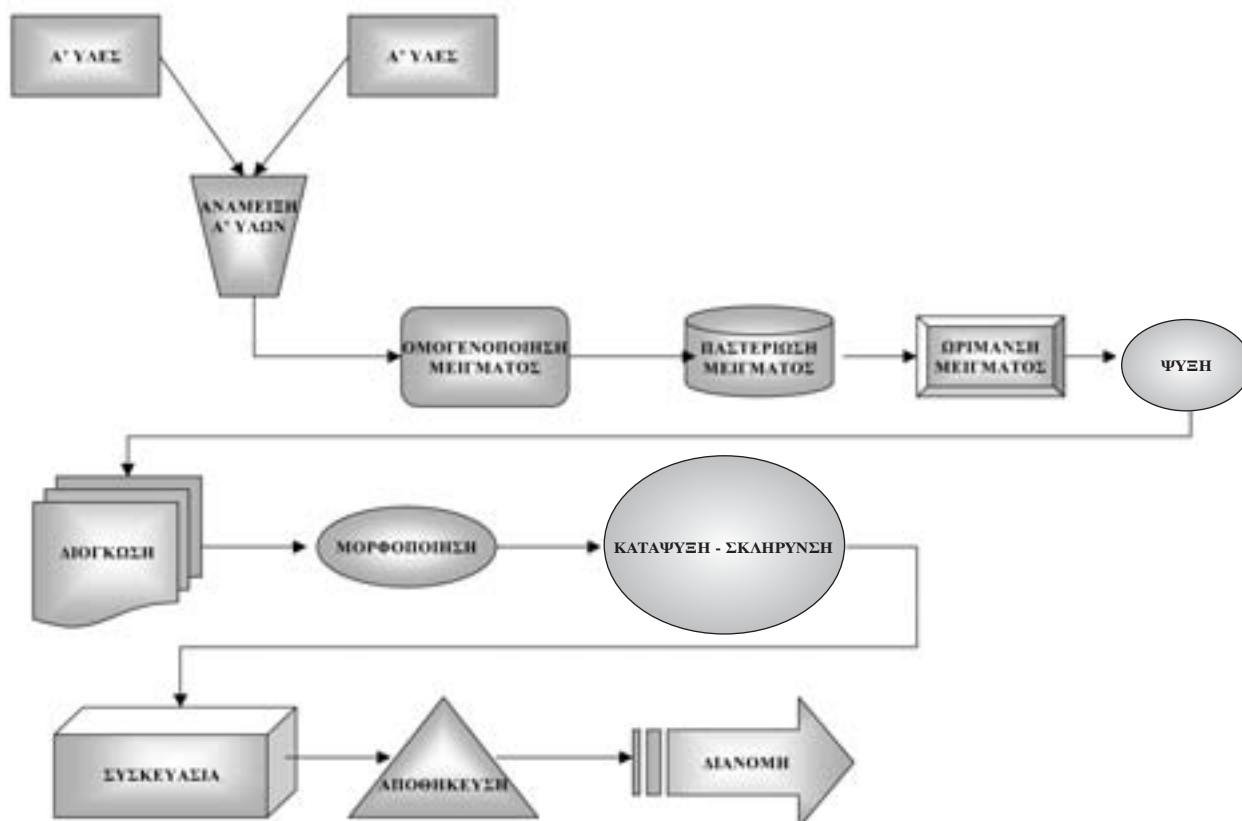 Α' ΥΛΕΣ
Α' ΥΛΕΣ
ΑΝΑΜΕΙΞΗ
Α' ΥΛΩΝ
ΟΜΟΓΕΝΟΠΟΙΗΣΗ
ΜΕΙΓΜΑΤΟΣ
ΠΑΣΤΕΡΙΩΣΗ
ΜΕΙΓΜΑΤΟΣ
ΩΡΙΜΑΝΣΗ
ΜΕΙΓΜΑΤΟΣ
ΨΥΞΗ
ΔΙΟΓΚΩΣΗ
ΜΟΡΦΟΠΟΙΗΣΗ
ΚΑΤΑΨΥΞΗ - ΣΚΛΗΡΥΝΣΗ
ΣΥΣΚΕΥΑΣΙΑ
ΑΠΟΘΗΚΕΥΣΗ
ΔΙΑΝΟΜΗ